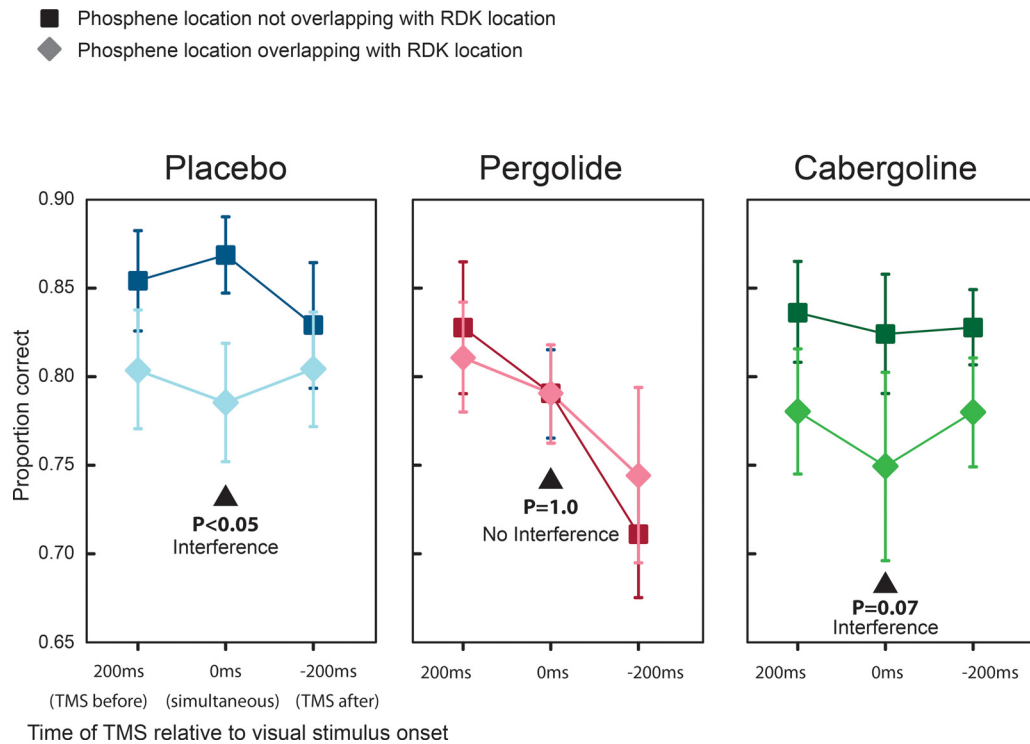 Phosphene location not overlapping with RDK location
Phosphene location overlapping with RDK location
Placebo
Pergolide
Cabergoline
Proportion correct
0.90
0.85
0.80
0.75
0.70
0.65
P<0.05
Interference
P=1.0
No Interference
P=0.07
Interference
200ms 0ms -200ms
(TMS before) (simultaneous) (TMS after)
200ms 0ms -200ms
200ms 0ms -200ms
Time of TMS relative to visual stimulus onset